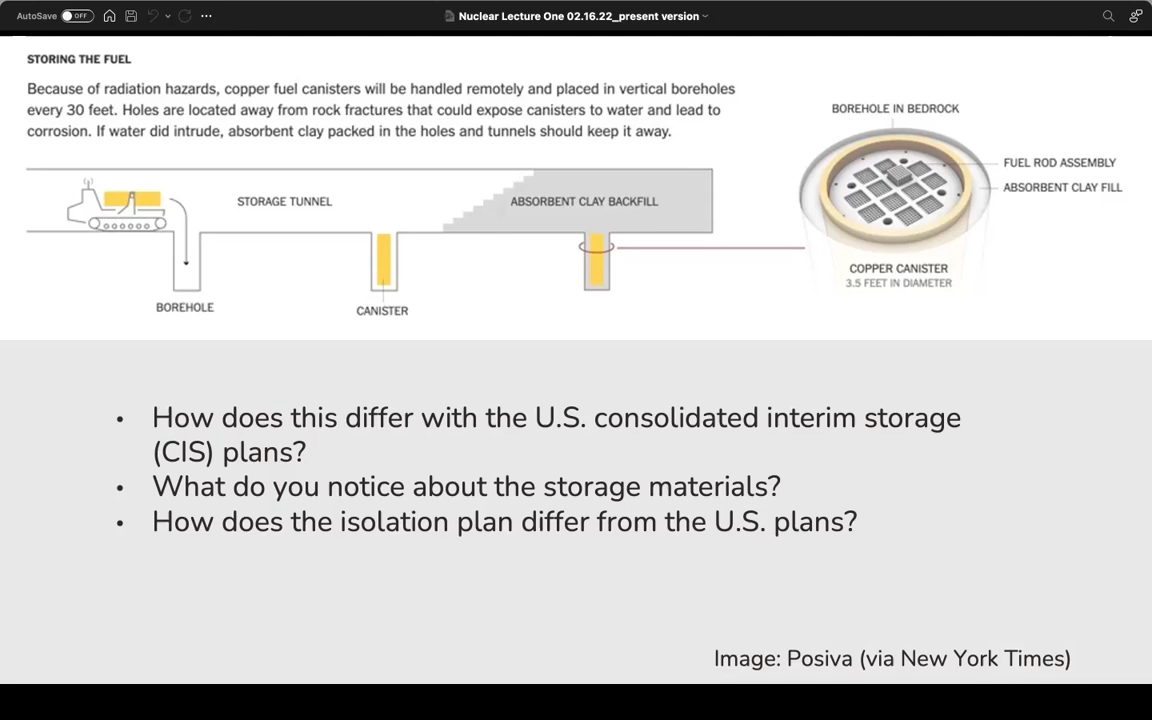 AutoSave OFF
Nuclear Lecture One 02.16.22_present version
STORING THE FUEL
Because of radiation hazards, copper fuel canisters will be handled remotely and placed in vertical boreholes
every 30 feet. Holes are located away from rock fractures that could expose canisters to water and lead to
corrosion. If water did intrude, absorbent clay packed in the holes and tunnels should keep it away.
BOREHOLE IN BEDROCK
FUEL ROD ASSEMBLY
ABSORBENT CLAY FILL
STORAGE TUNNEL
ABSORBENT CLAY BACKFILL
COPPER CANISTER
3.5 FEET IN DIAMETER
BOREHOLE
CANISTER
• How does this differ with the U.S. consolidated interim storage
(CIS) plans?
• What do you notice about the storage materials?
• How does the isolation plan differ from the U.S. plans?
Image: Posiva (via New York Times)